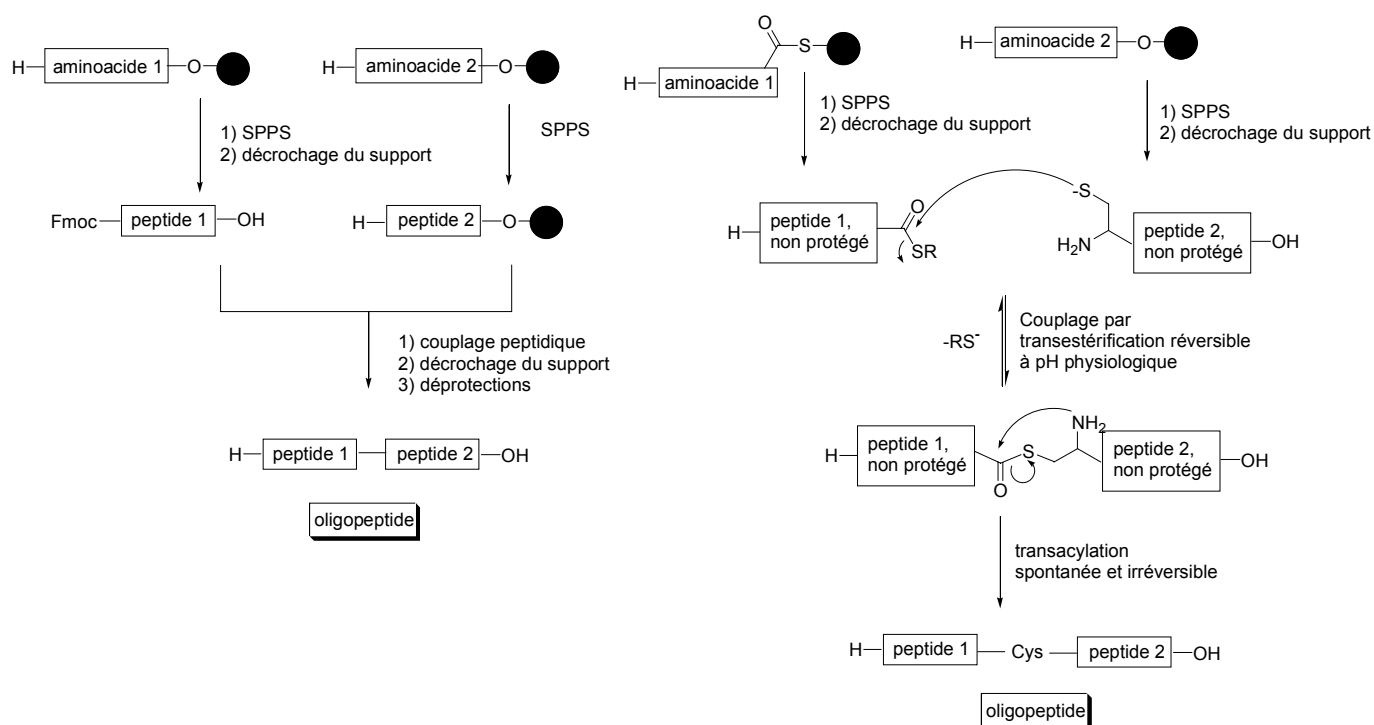 H— aminoacide 1 —O—
H— aminoacide 2 —O—
1) SPPS
2) décrochage du support
SPPS
Fmoc— peptide 1 —OH
H— peptide 2 —O—
1) couplage peptidique
2) décrochage du support
3) déprotections
H— peptide 1 — peptide 2 —OH
oligopeptide
O
S
H— aminoacide 1
H— aminoacide 2 —O—
1) SPPS
2) décrochage du support
1) SPPS
2) décrochage du support
H—
peptide 1,
non protégé
O
SR
-S
H2N
peptide 2,
non protégé
—OH
-RS-
Couplage par
transestérification réversible
à pH physiologique
H—
peptide 1,
non protégé
O
S
NH2
peptide 2,
non protégé
—OH
transacylation
spontanée et irréversible
H— peptide 1 — Cys — peptide 2 —OH
oligopeptide